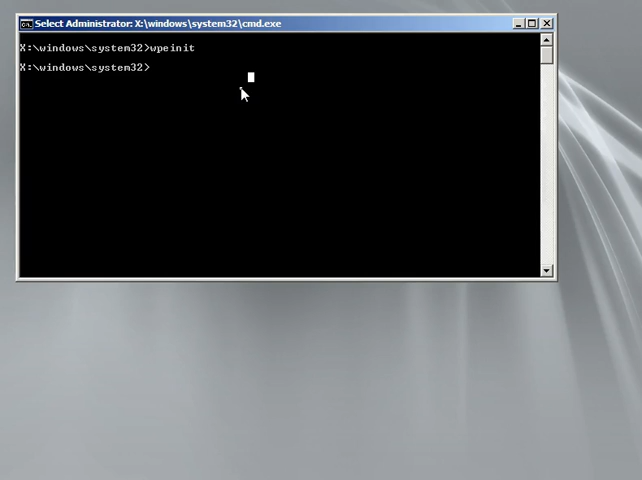 Select Administrator: X:\windows\system32\cmd.exe
X:\windows\system32>wpeinit
X:\windows\system32>